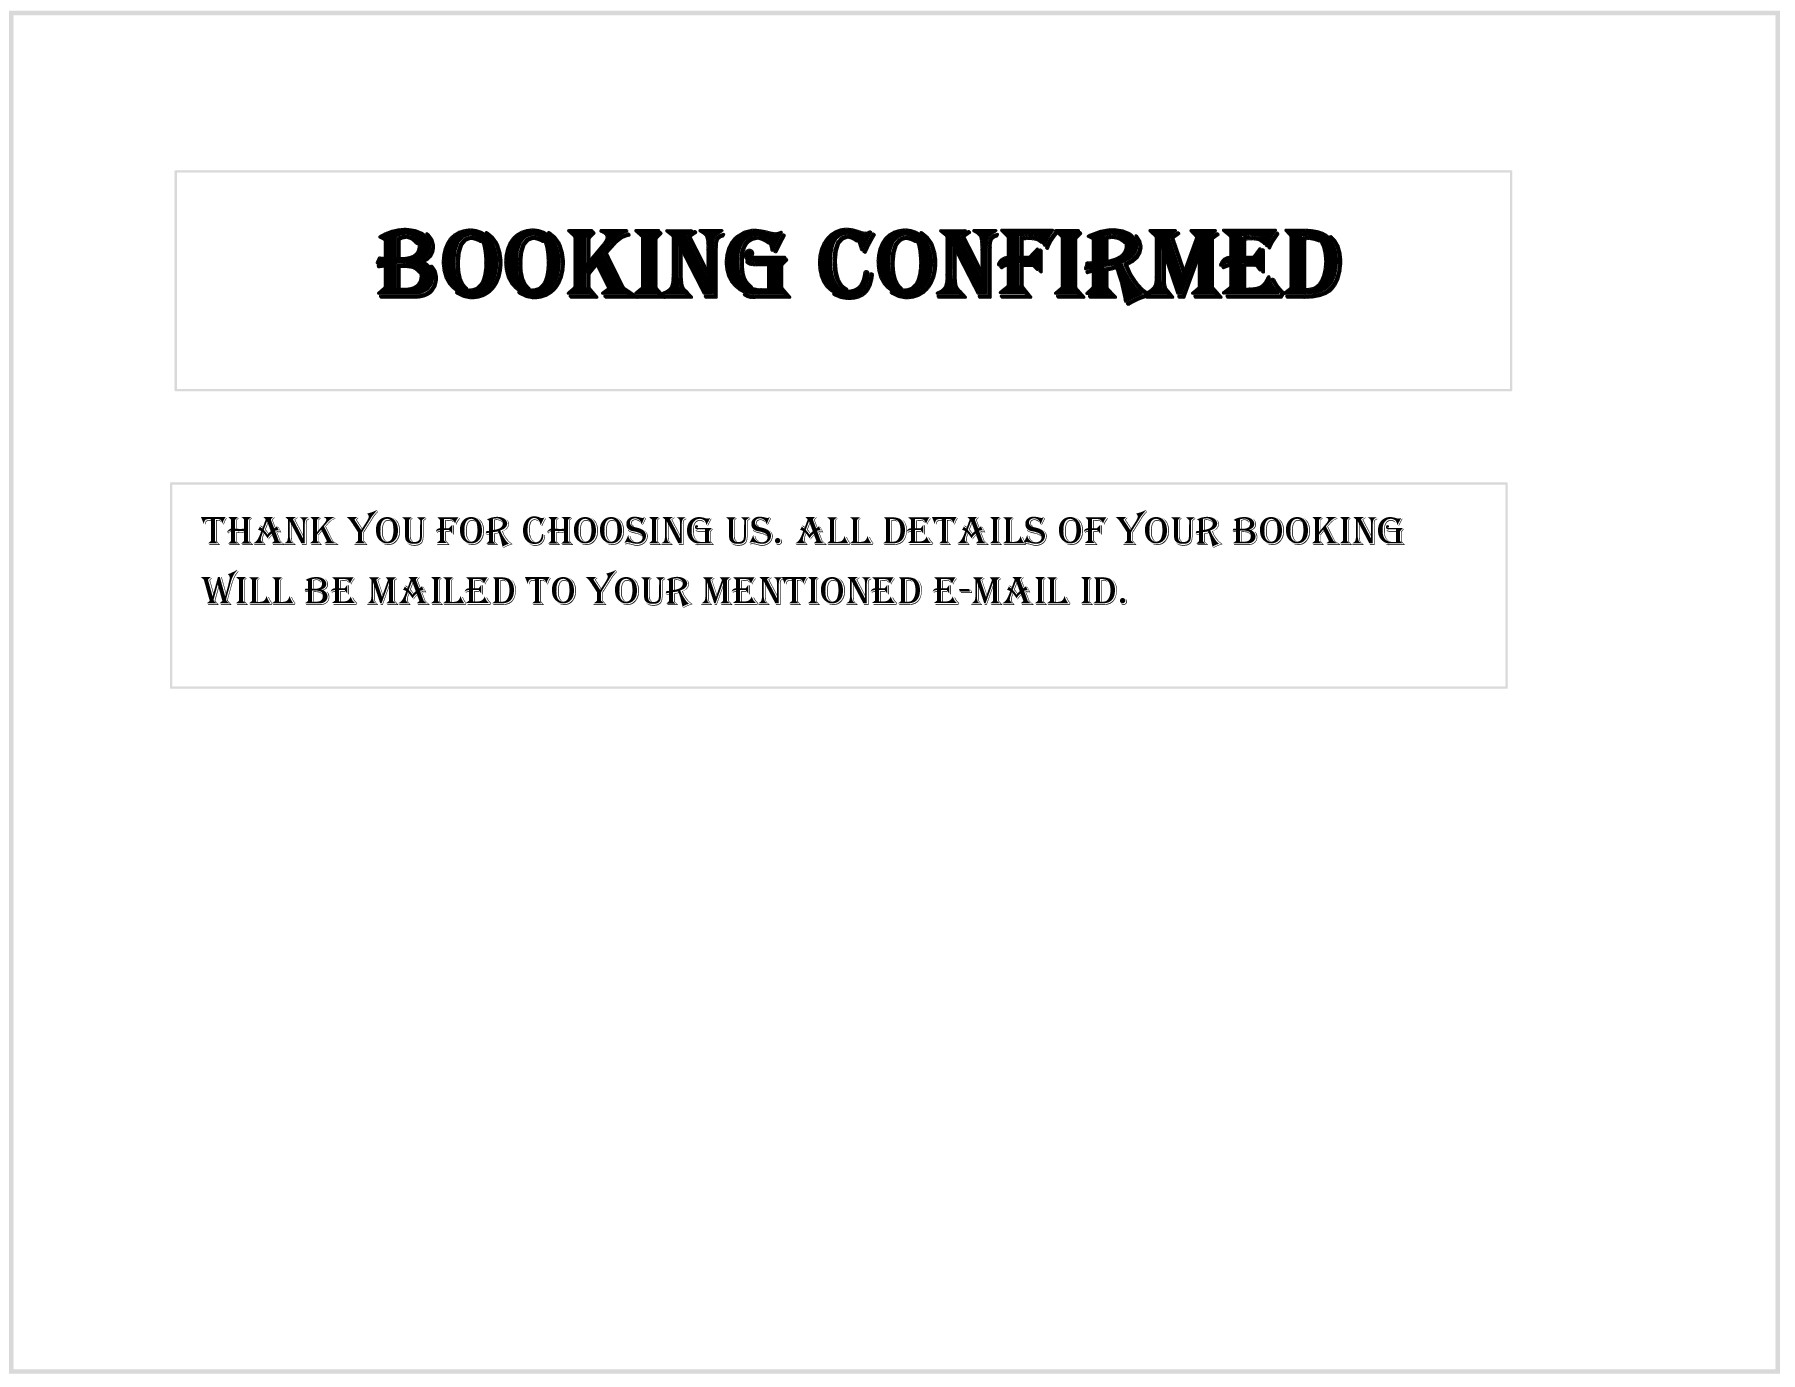 BOOKING CONFIRMED
THANK YOU FOR CHOOSING US. ALL DETAILS OF YOUR BOOKING
WILL BE MAILED TO YOUR MENTIONED E-MAIL ID.